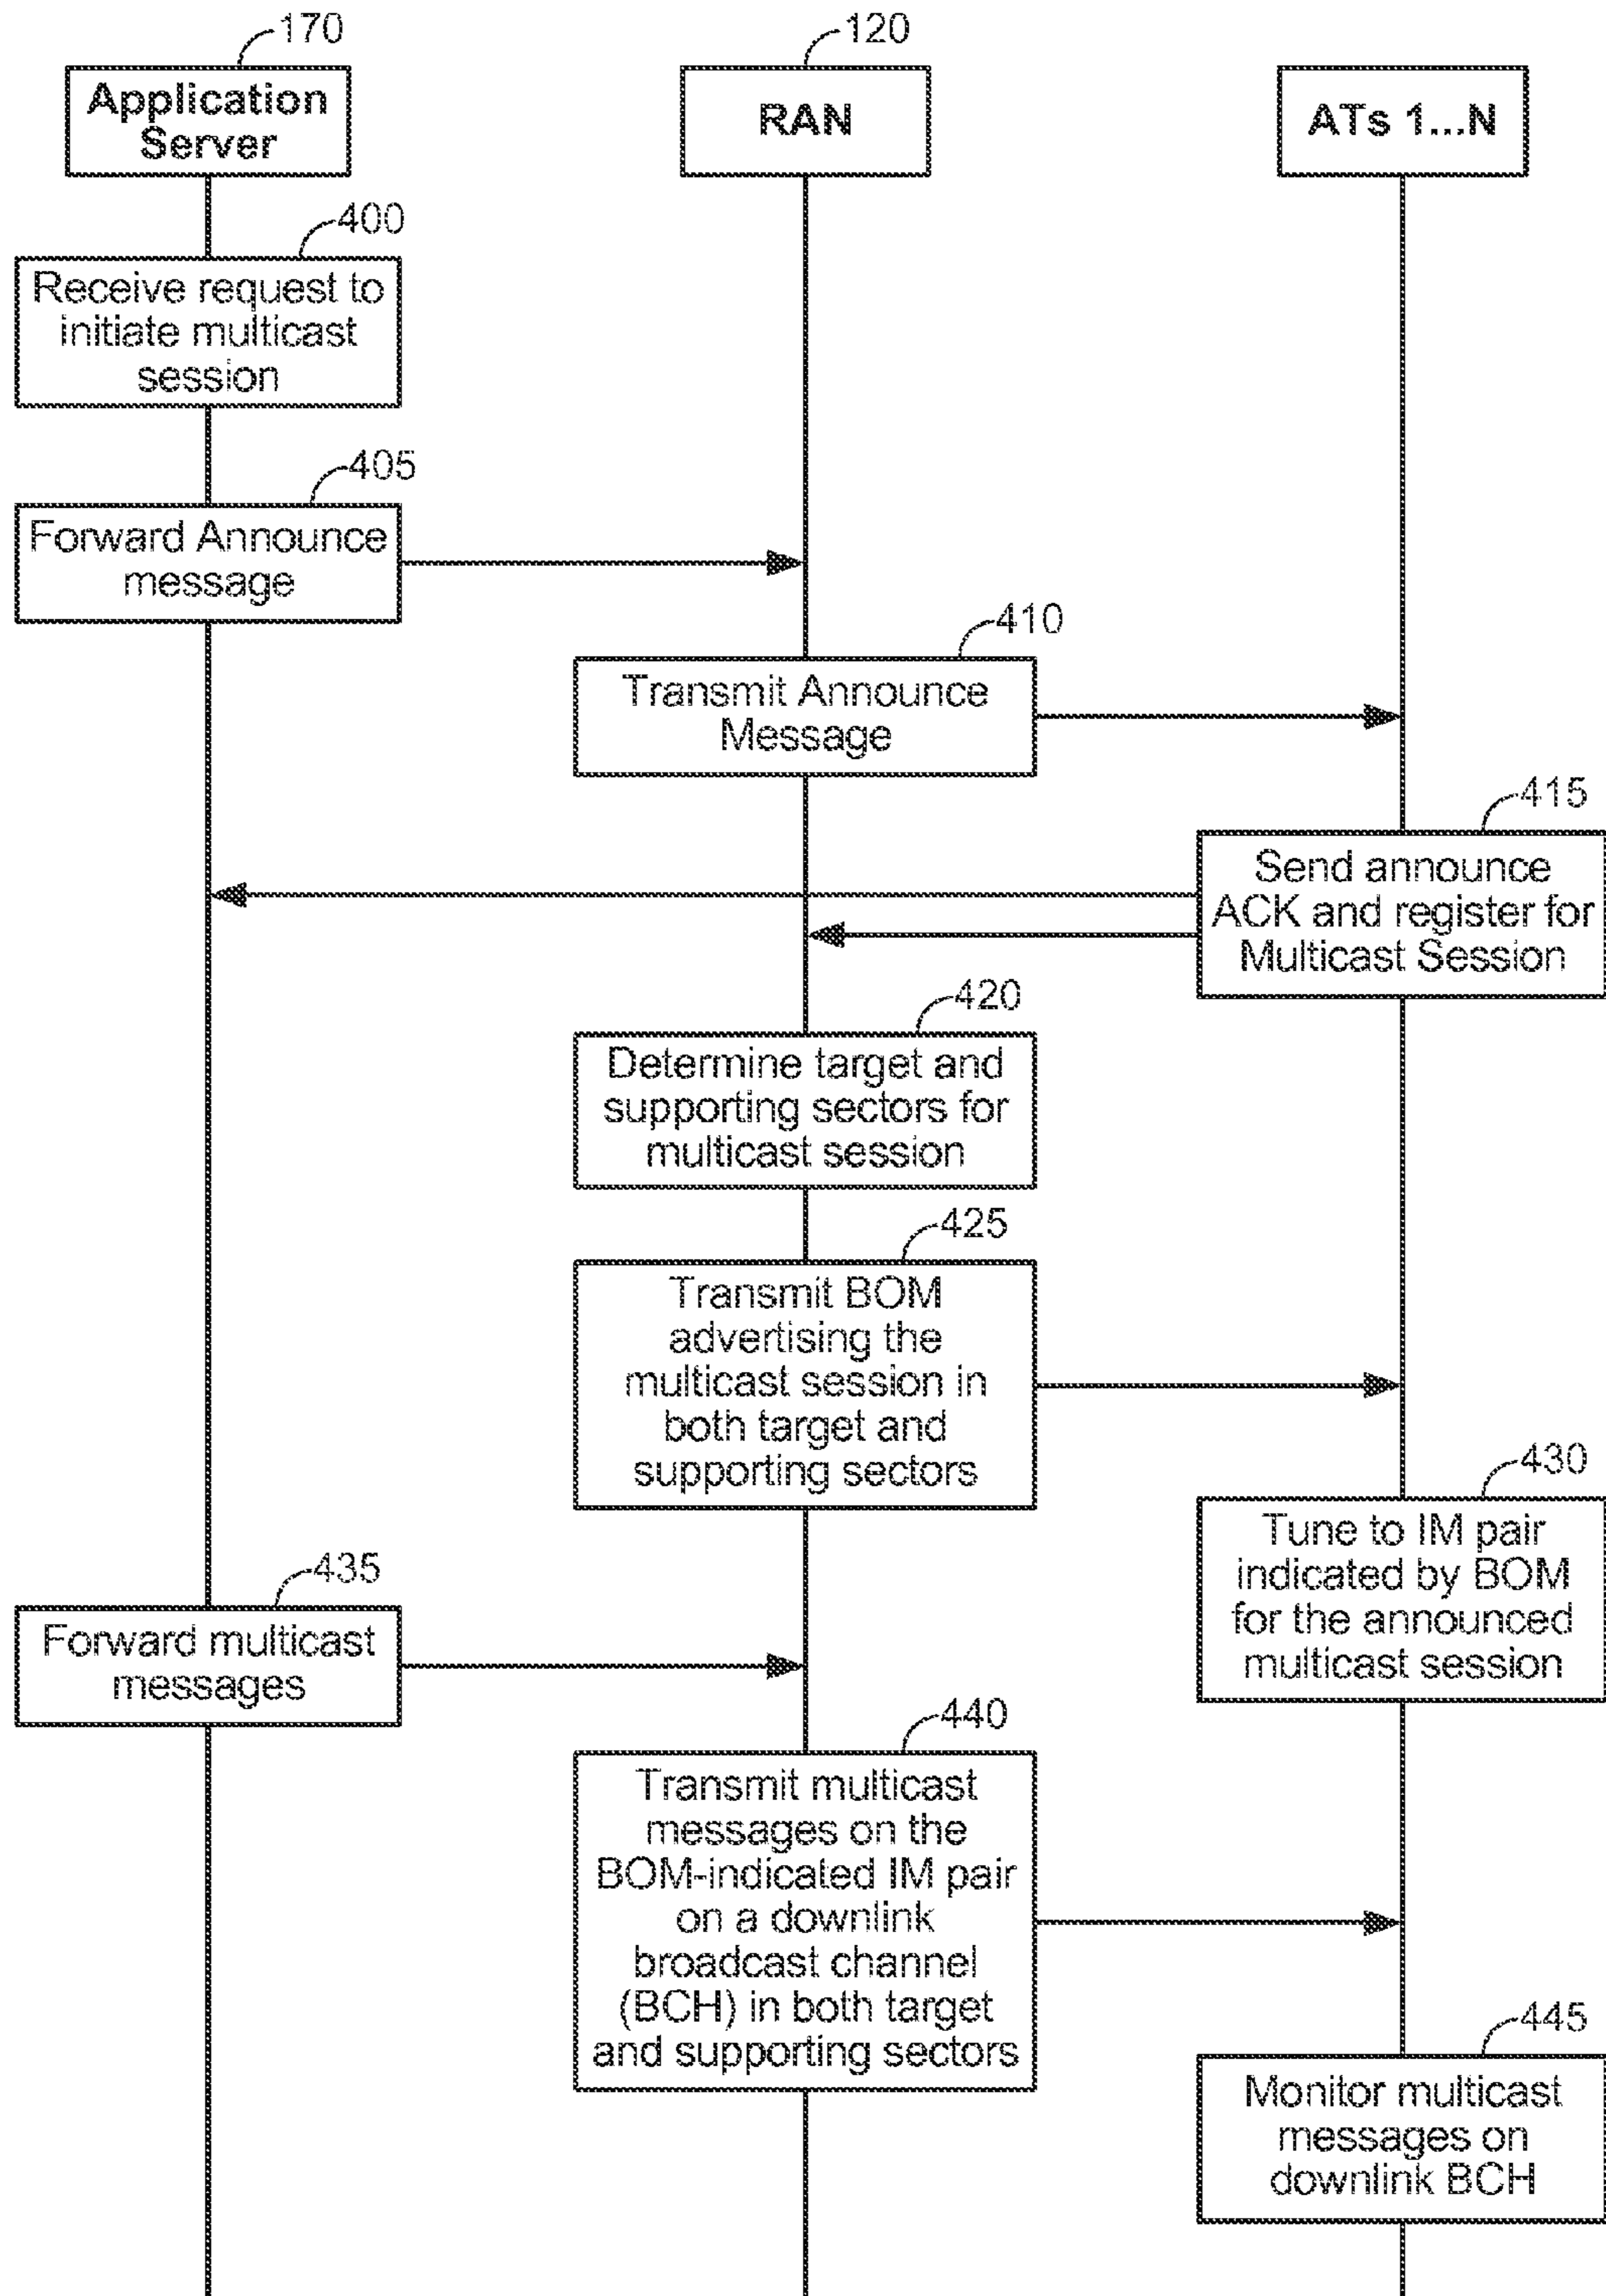 170
Application
Server
120
RAN
ATs 1...N
400
Receive request to
initiate multicast
session
405
Forward Announce
message
410
Transmit Announce
Message
415
Send announce
ACK and register for
Multicast Session
420
Determine target and
supporting sectors for
multicast session
425
Transmit BOM
advertising the
multicast session in
both target and
supporting sectors
430
Tune to IM pair
indicated by BOM
for the announced
multicast session
435
Forward multicast
messages
440
Transmit multicast
messages on the
BOM-indicated IM pair
on a downlink
broadcast channel
(BCH) in both target
and supporting sectors
445
Monitor multicast
messages on
downlink BCH